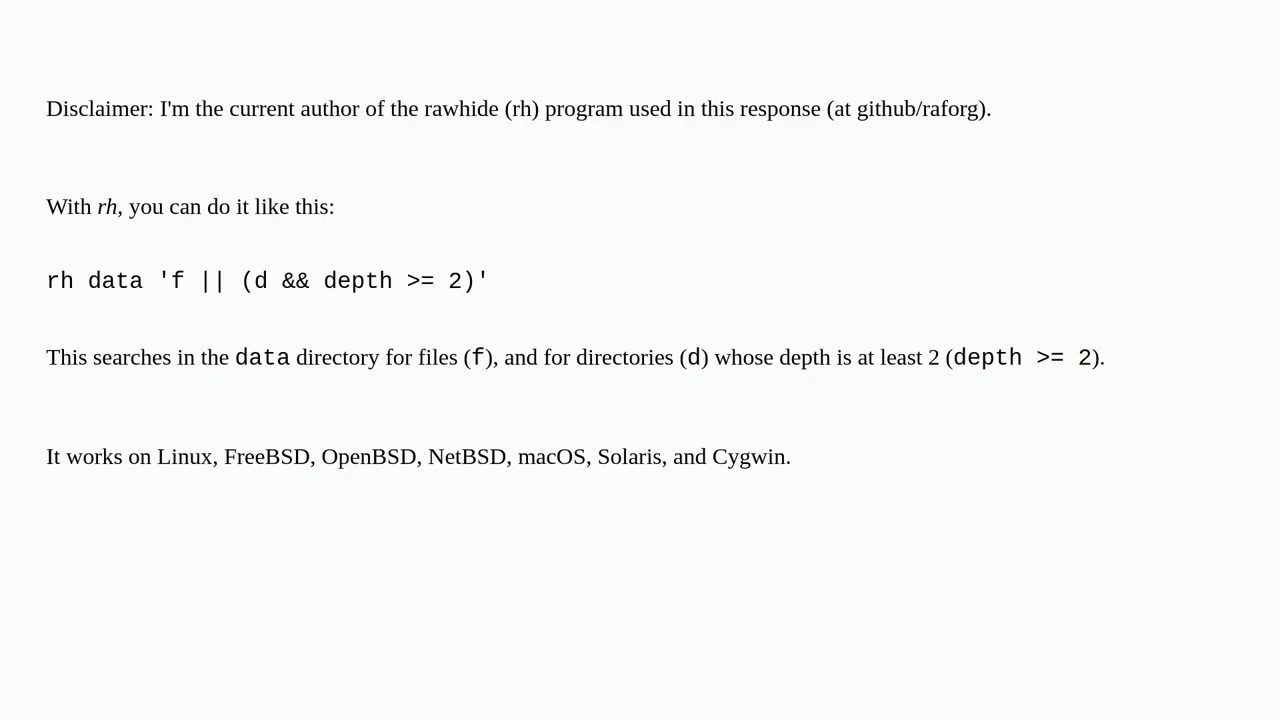 Disclaimer: I'm the current author of the rawhide (rh) program used in this response (at github/raforg).
With rh, you can do it like this:
rh data 'f || (d && depth >= 2)'
This searches in the data directory for files (f), and for directories (d) whose depth is at least 2 (depth >= 2).
It works on Linux, FreeBSD, OpenBSD, NetBSD, macOS, Solaris, and Cygwin.